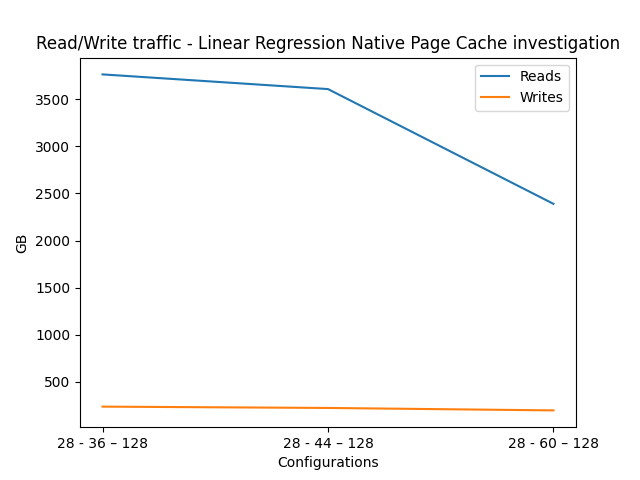 Read/Write traffic - Linear Regression Native Page Cache investigation
Reads
Writes
GB
3500
3000
2500
2000
1500
1000
500
28 - 36 – 128
28 - 44 – 128
28 - 60 – 128
Configurations